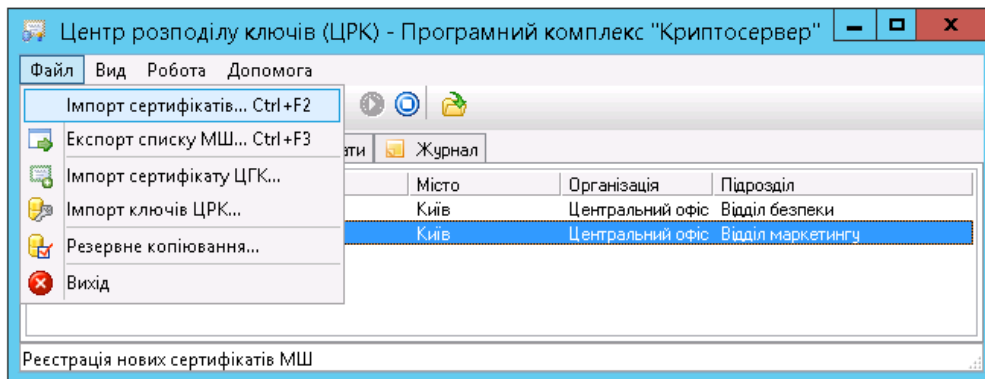 Центр розподілу ключів (ЦРК) - Програмний комплекс "Криптосервер"
Файл Вид Робота Допомога
Імпорт сертифікатів... Ctrl+F2
Експорт списку МШ... Ctrl+F3
Імпорт сертифікату ЦГК...
Імпорт ключів ЦРК...
Резервне копіювання...
Вихід
Журнал
Місто Організація Підрозділ
Київ Центральний офіс Відділ безпеки
Київ Центральний офіс Відділ маркетингу
Реєстрація нових сертифікатів МШ